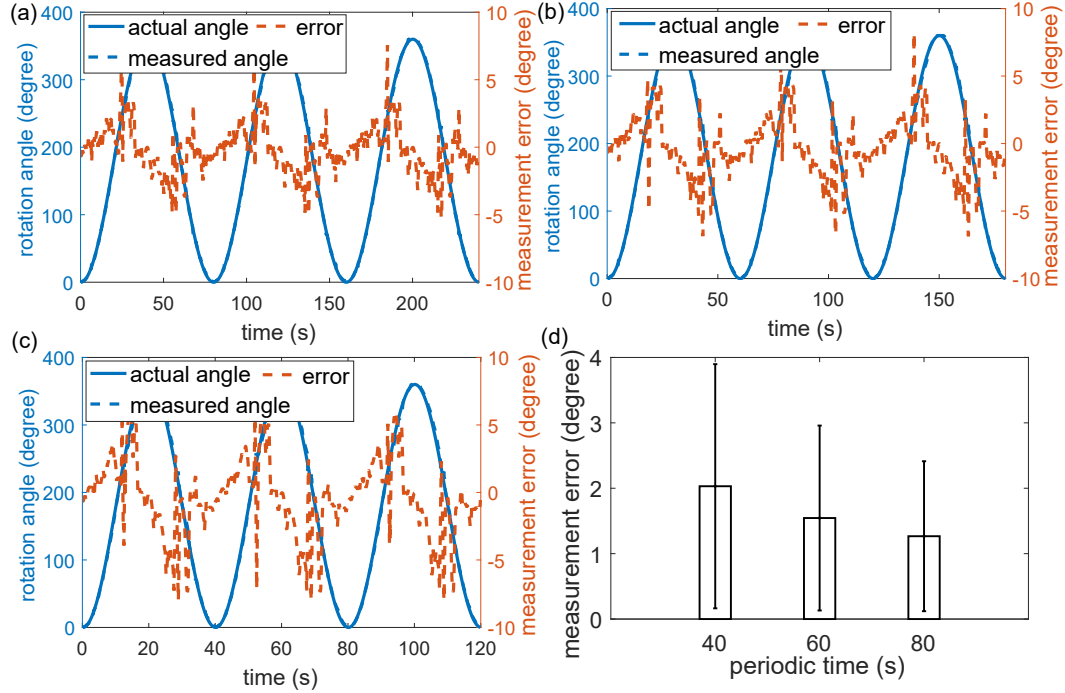 (a)
actual angle error
measured angle
rotation angle (degree)
400
300
200
100
0
0 50 100 150 200
time (s)
10
5
0
-5
-10
measurement error (degree)
(b)
actual angle error
measured angle
rotation angle (degree)
400
300
200
100
0
0 50 100 150
time (s)
10
5
0
-5
-10
measurement error (degree)
(c)
actual angle error
measured angle
rotation angle (degree)
400
300
200
100
0
0 20 40 60 80 100 120
time (s)
10
5
0
-5
-10
measurement error (degree)
(d)
measurement error (degree)
4
3
2
1
0
40 60 80
periodic time (s)